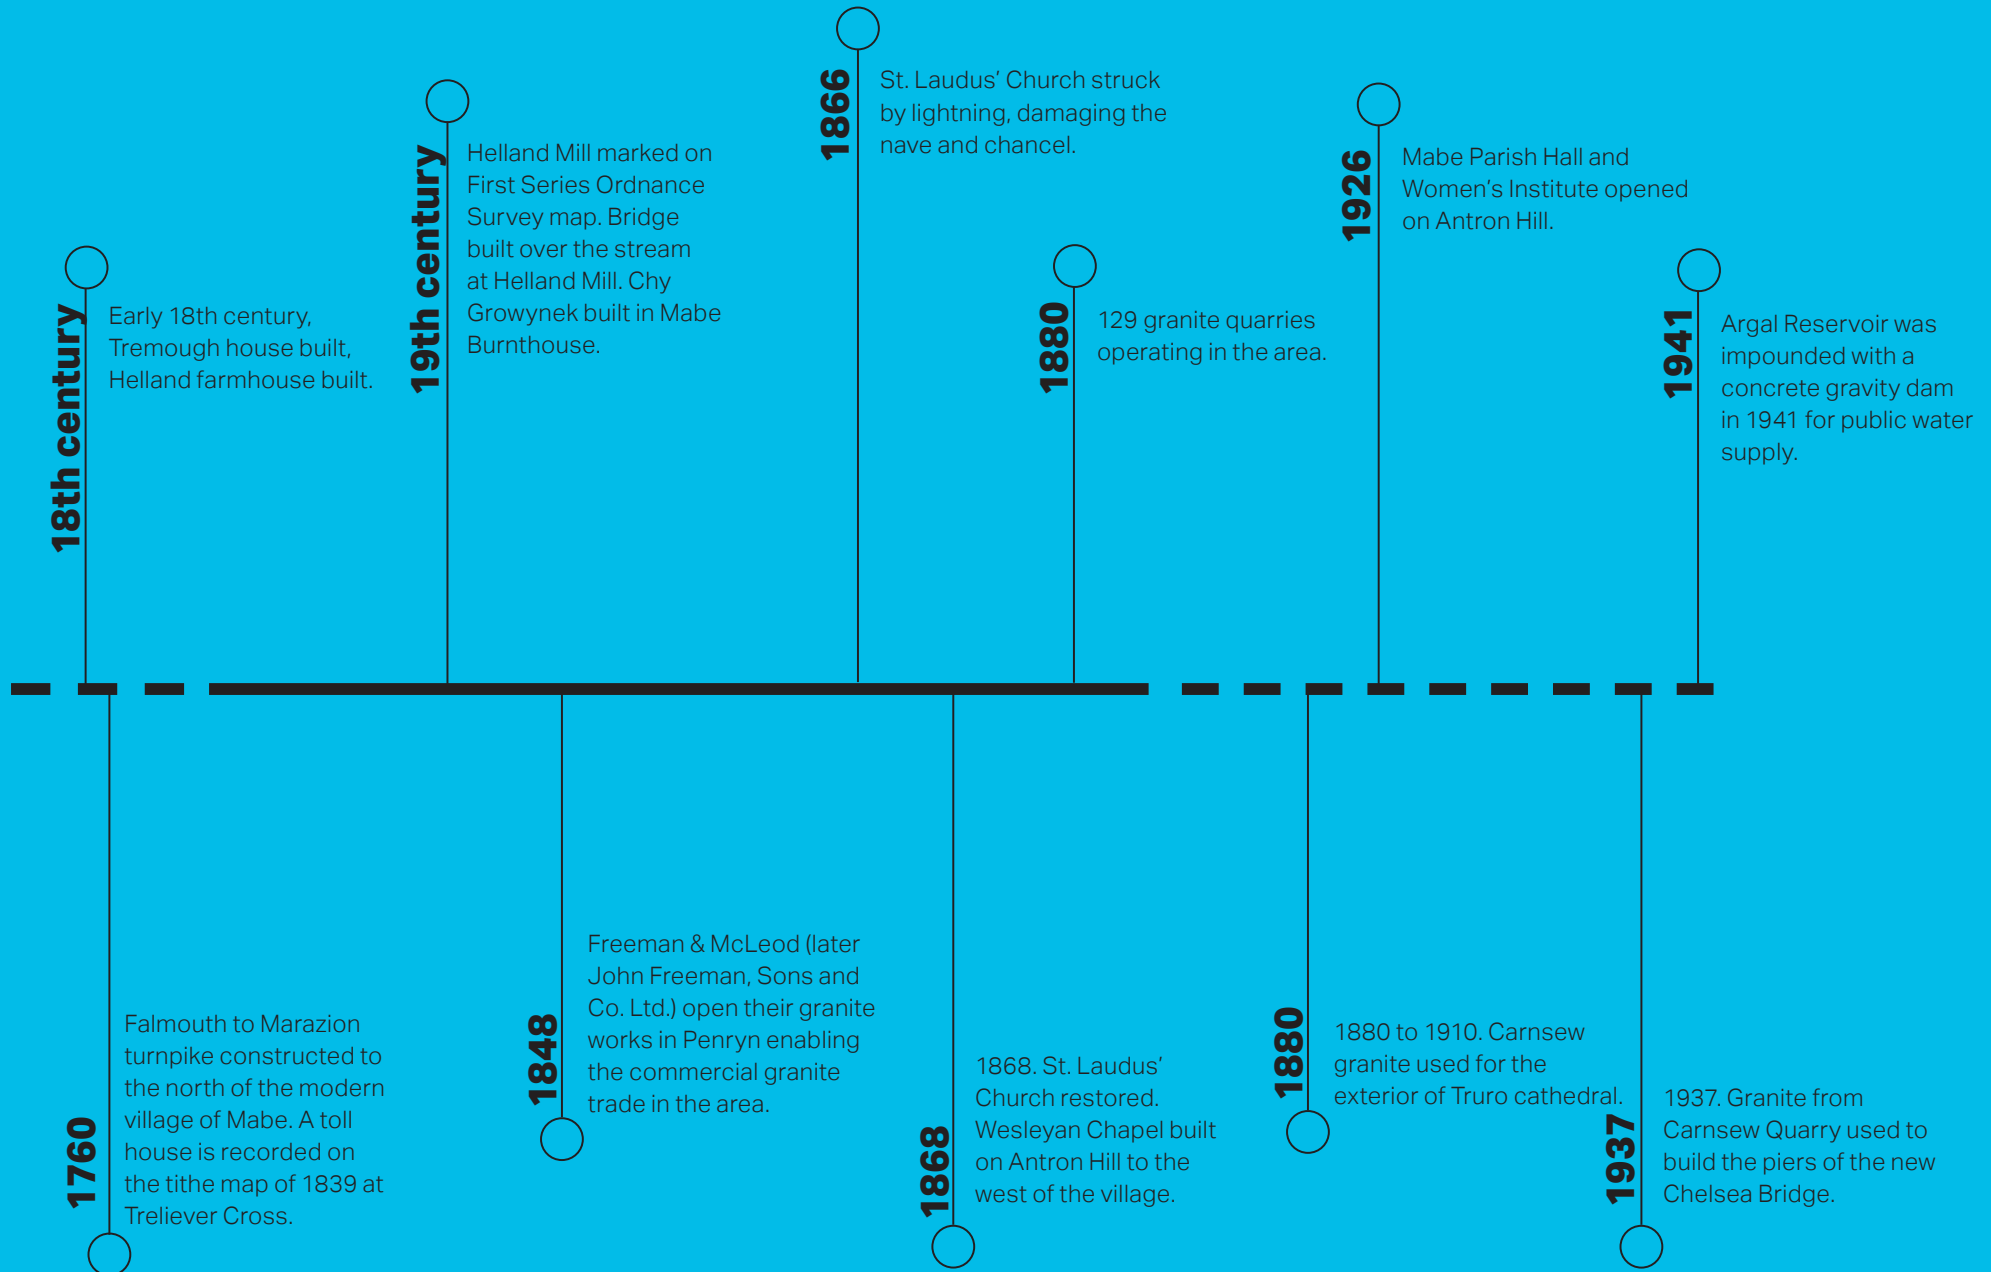 18th century
Early 18th century,
Tremough house built,
Helland farmhouse built.
19th century
Helland Mill marked on
First Series Ordnance
Survey map. Bridge
built over the stream
at Helland Mill. Chy
Growynek built in Mabe
Burnthouse.
1866
St. Laudus’ Church struck
by lightning, damaging the
nave and chancel.
1880
129 granite quarries
operating in the area.
1926
Mabe Parish Hall and
Women’s Institute opened
on Antron Hill.
1941
Argal Reservoir was
impounded with a
concrete gravity dam
in 1941 for public water
supply.
1760
Falmouth to Marazion
turnpike constructed to
the north of the modern
village of Mabe. A toll
house is recorded on
the tithe map of 1839 at
Treliever Cross.
1848
Freeman & McLeod (later
John Freeman, Sons and
Co. Ltd.) open their granite
works in Penryn enabling
the commercial granite
trade in the area.
1868
1868. St. Laudus’
Church restored.
Wesleyan Chapel built
on Antron Hill to the
west of the village.
1880
1880 to 1910. Carnsew
granite used for the
exterior of Truro cathedral.
1937
1937. Granite from
Carnsew Quarry used to
build the piers of the new
Chelsea Bridge.